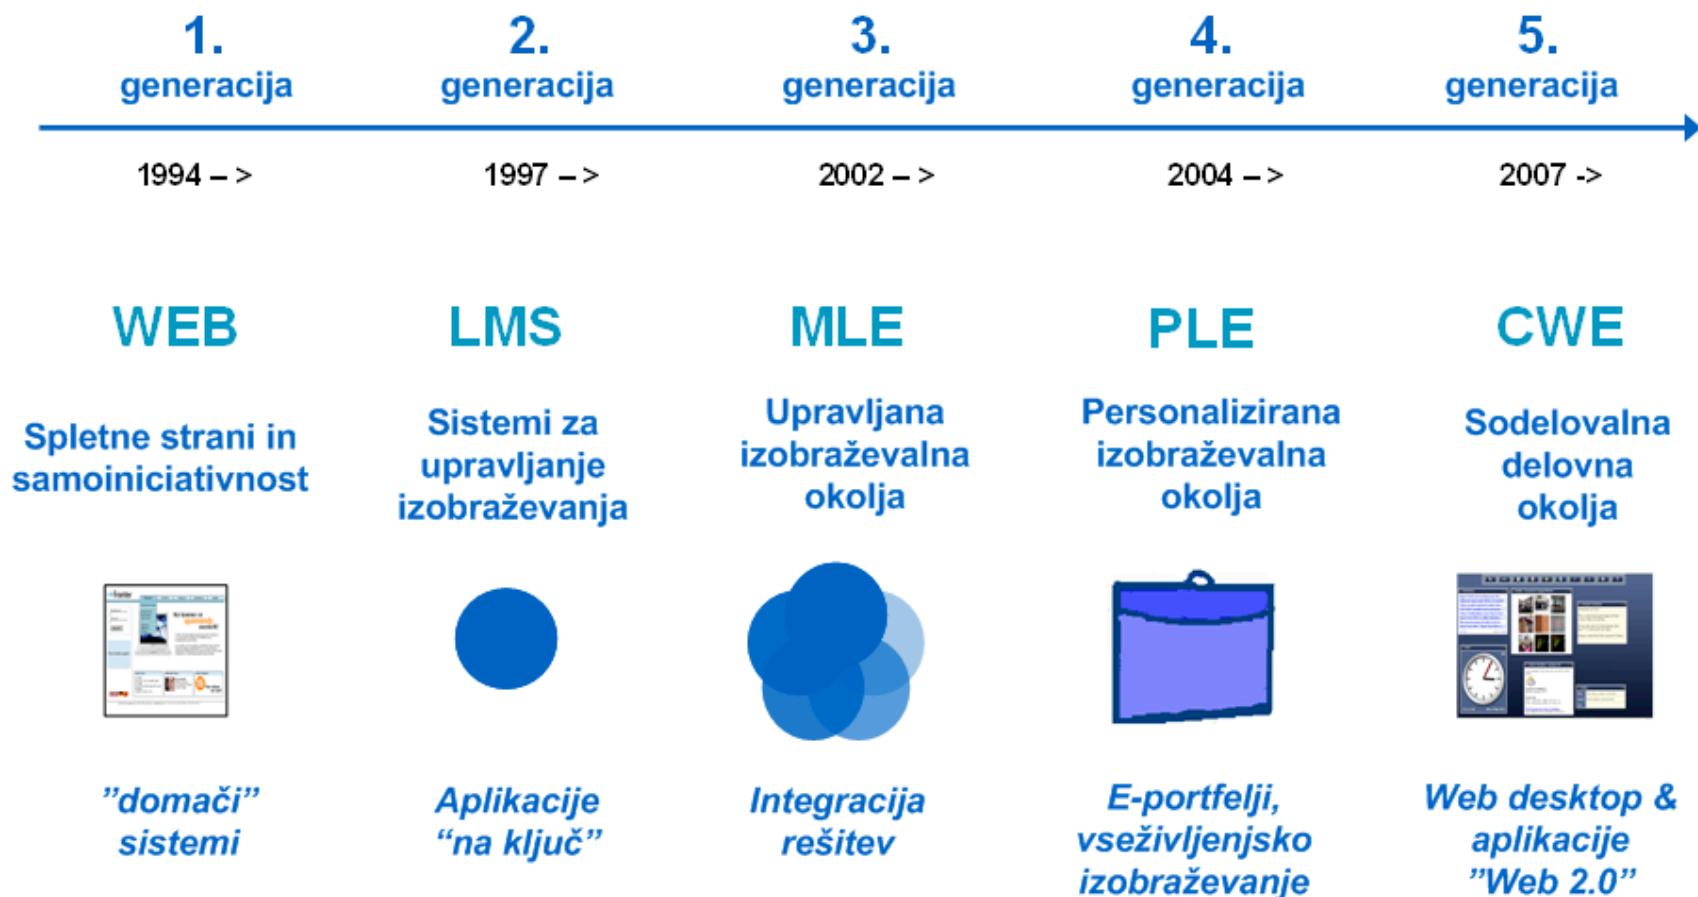 1.
generacija
2.
generacija
3.
generacija
4.
generacija
5.
generacija
1994 – >
1997 – >
2002 – >
2004 – >
2007 ->
WEB
Spletne strani in
samoiniciativnost
”domači”
sistemi
LMS
Sistemi za
upravljanje
izobraževanja
Aplikacije
“na ključ”
MLE
Upravljana
izobraževalna
okolja
Integracija
rešitev
PLE
Personalizirana
izobraževalna
okolja
E-portfelji,
vseživljenjsko
izobraževanje
CWE
Sodelovalna
delovna
okolja
Web desktop &
aplikacije
”Web 2.0”